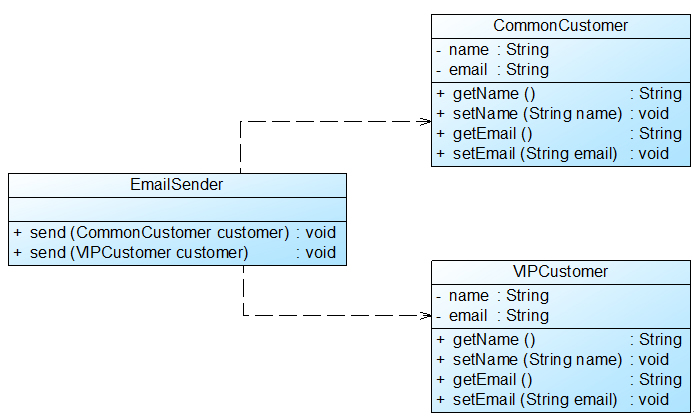 CommonCustomer
- name : String
- email : String
+ getName () : String
+ setName (String name) : void
+ getEmail () : String
+ setEmail (String email) : void
EmailSender
+ send (CommonCustomer customer) : void
+ send (VIPCustomer customer) : void
VIPCustomer
- name : String
- email : String
+ getName () : String
+ setName (String name) : void
+ getEmail () : String
+ setEmail (String email) : void